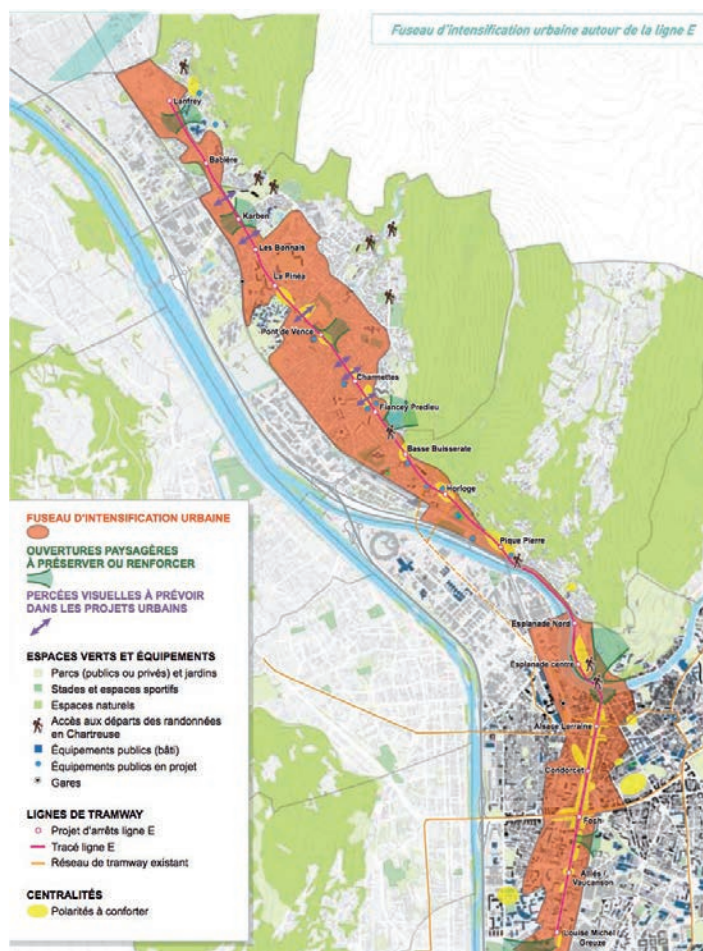 Fuseau d'intensification urbaine autour de la ligne E
Lanfrey
Babière
Karben
Les Bonnais
La Pinéa
Pont de Vence
Charmettes
Fiancey Predieu
Basse Buisserate
Horloge
Pique Pierre
Esplanade Nord
Esplanade centre
Alsace Lorraine
Condorcet
Foch
Alliés /
Vaucanson
Louise Michel
Greuze
FUSEAU D'INTENSIFICATION URBAINE
OUVERTURES PAYSAGÈRES
À PRÉSERVER OU RENFORCER
PERCÉES VISUELLES À PRÉVOIR
DANS LES PROJETS URBAINS
ESPACES VERTS ET ÉQUIPEMENTS
Parcs (publics ou privés) et jardins
Stades et espaces sportifs
Espaces naturels
Accès aux départs des randonnées
en Chartreuse
Équipements publics (bâti)
Équipements publics en projet
Gares
LIGNES DE TRAMWAY
Projet d'arrêts ligne E
Tracé ligne E
Réseau de tramway existant
CENTRALITÉS
Polarités à conforter